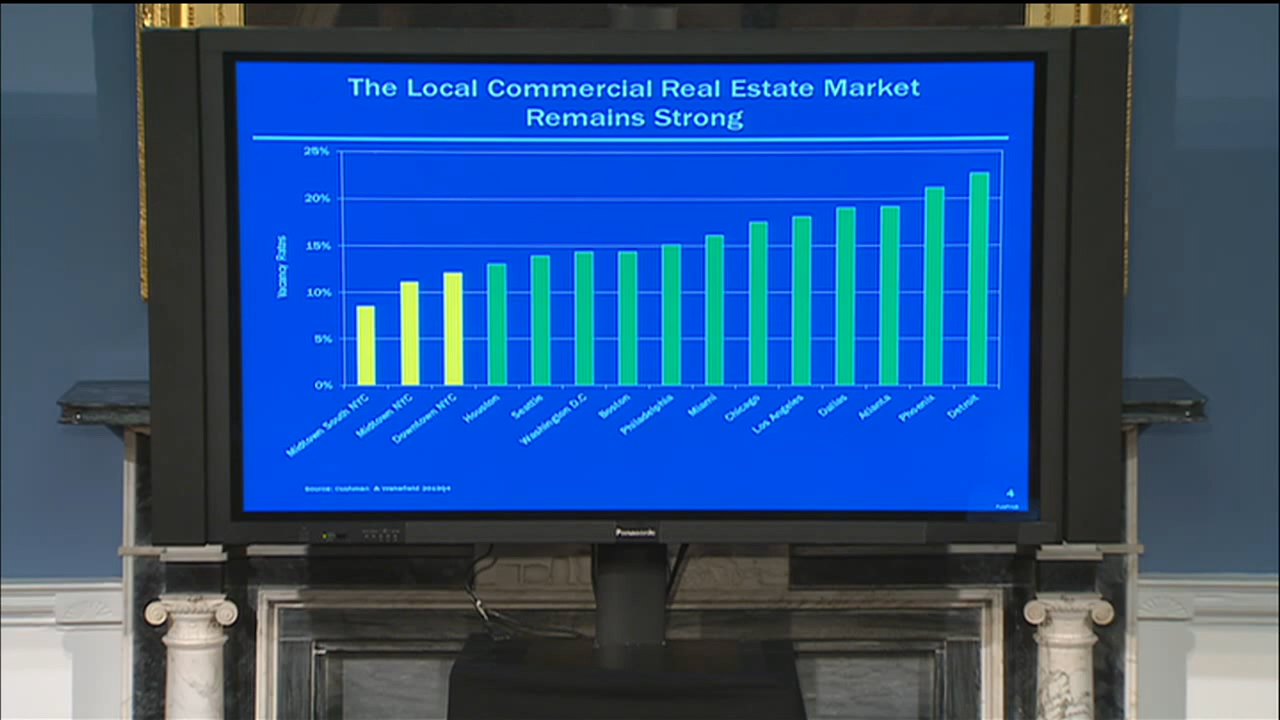 The Local Commercial Real Estate Market
Remains Strong
25%
20%
15%
10%
5%
0%
Vacancy Rates
Midtown South NYC
Midtown NYC
Downtown NYC
Houston
Seattle
Washington D.C
Boston
Philadelphia
Miami
Chicago
Los Angeles
Dallas
Atlanta
Phoenix
Detroit
Source: Cushman & Wakefield 2013Q4
4
Panasonic